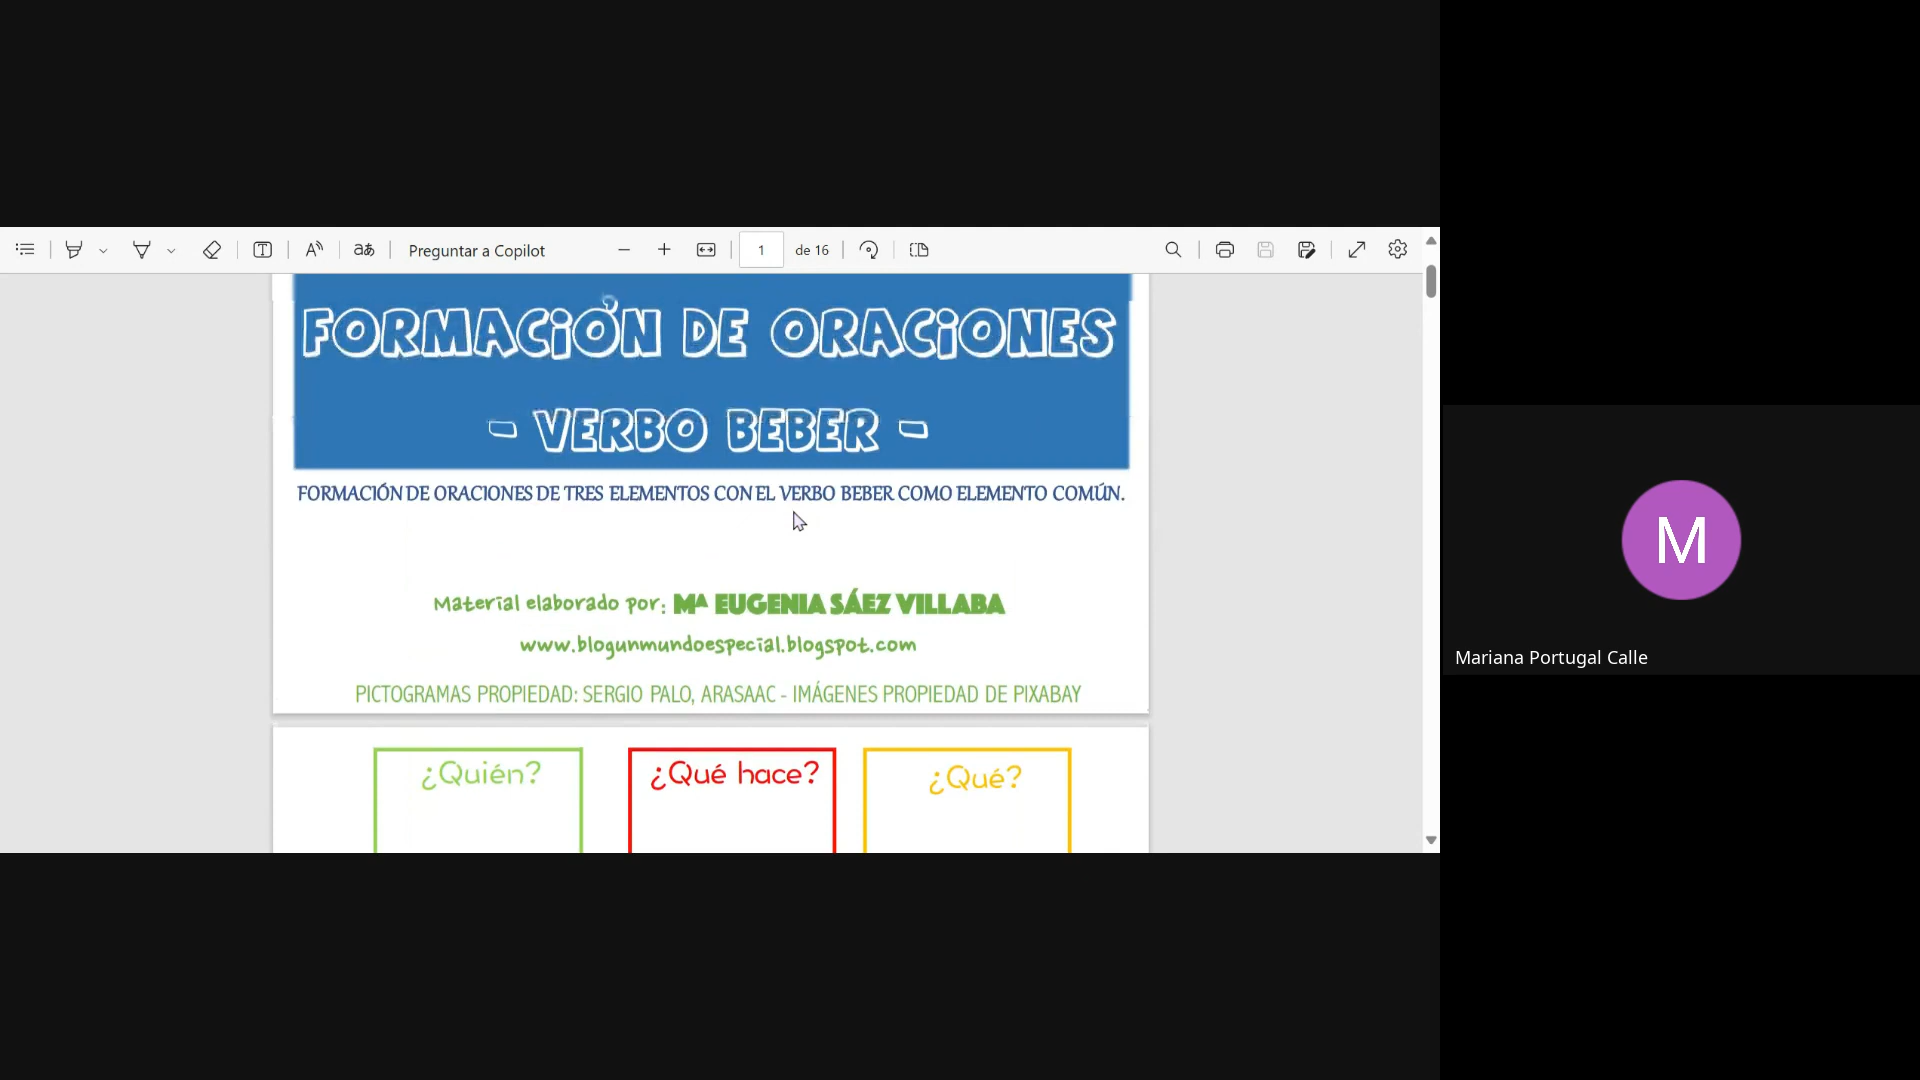 Preguntar a Copilot
1 de 16
FORMACIÓN DE ORACIONES
- VERBO BEBER -
FORMACIÓN DE ORACIONES DE TRES ELEMENTOS CON EL VERBO BEBER COMO ELEMENTO COMÚN.
Material elaborado por: Mª EUGENIA SÁEZ VILLABA
www.blogunmundoespecial.blogspot.com
PICTOGRAMAS PROPIEDAD: SERGIO PALO, ARASAAC - IMÁGENES PROPIEDAD DE PIXABAY
¿Quién? ¿Qué hace? ¿Qué?
M
Mariana Portugal Calle